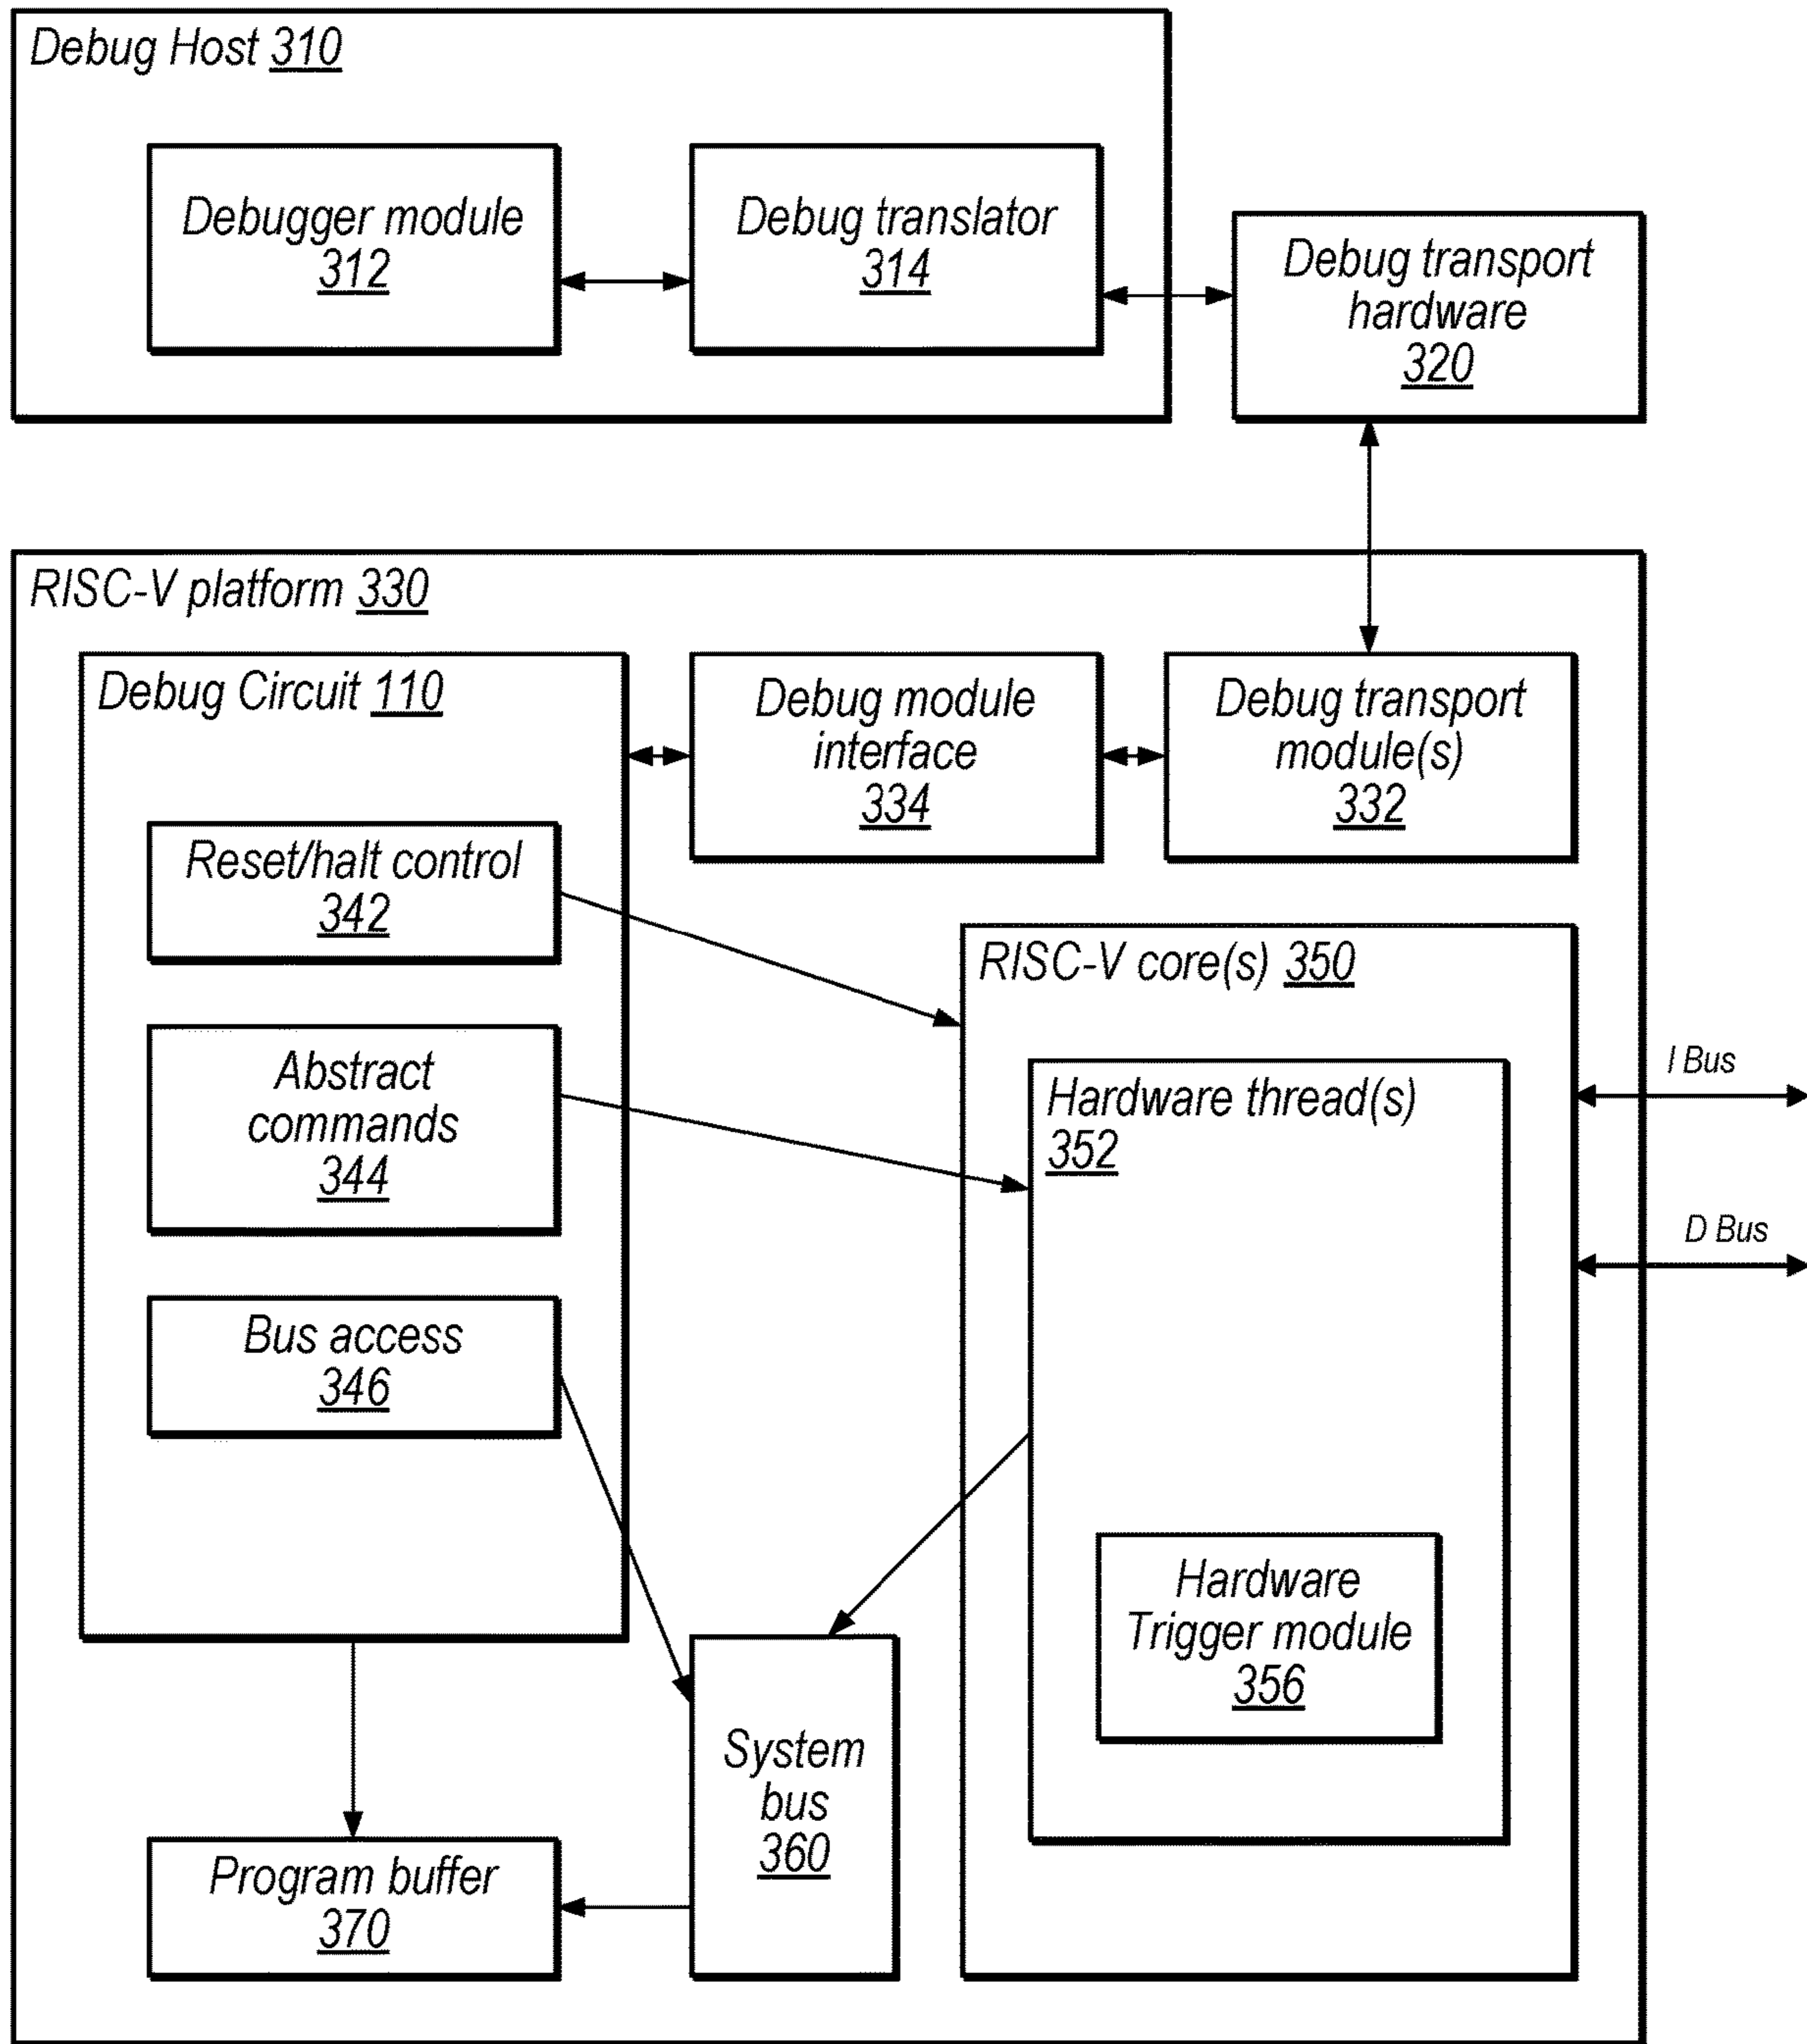 Debug Host 310
Debugger module
312
Debug translator
314
Debug transport
hardware
320
RISC-V platform 330
Debug Circuit 110
Debug module
interface
334
Debug transport
module(s)
332
Reset/halt control
342
RISC-V core(s) 350
Abstract
commands
344
Hardware thread(s)
352
I Bus
D Bus
Bus access
346
Hardware
Trigger module
356
System
bus
360
Program buffer
370